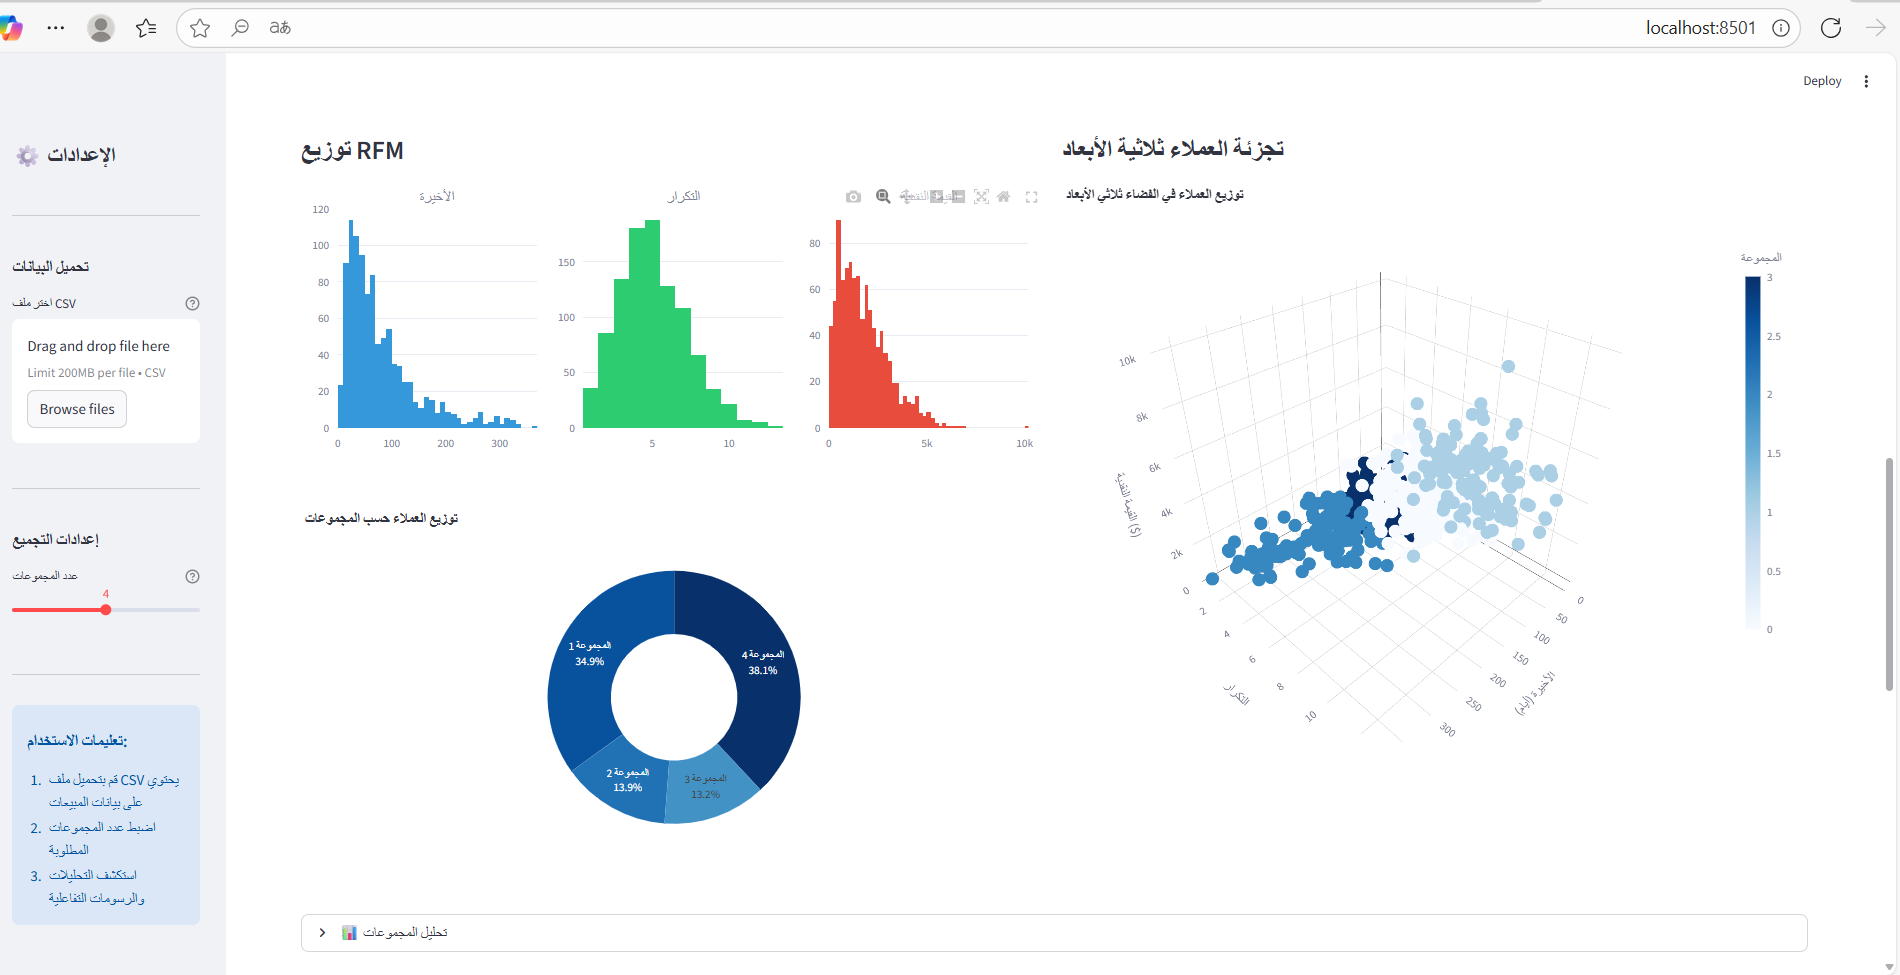 localhost:8501
Deploy
الإعدادات
تحميل البيانات
اختر ملف CSV
Drag and drop file here
Limit 200MB per file • CSV
Browse files
إعدادات التجميع
عدد المجموعات
4
تعليمات الاستخدام:
1. قم بتحميل ملف CSV يحتوي
على بيانات المبيعات
2. اضبط عدد المجموعات
المطلوبة
3. استكشف التحليلات
والرسومات التفاعلية
توزيع RFM
الأخيرة
120
100
80
60
40
20
0
0 100 200 300
التكرار
150
100
50
0
5 10
80
60
40
20
0
0 5k 10k
توزيع العملاء حسب المجموعات
المجموعة 1
34.9%
المجموعة 4
38.1%
المجموعة 2
13.9%
المجموعة 3
13.2%
تجزئة العملاء ثلاثية الأبعاد
توزيع العملاء في الفضاء ثلاثي الأبعاد
10k
8k
6k
4k
2k
0
القيمة النقدية ($)
2
4
6
8
10
التكرار
0
50
100
150
200
250
300
الأخيرة (أيام)
المجموعة
3
2.5
2
1.5
1
0.5
0
تحليل المجموعات